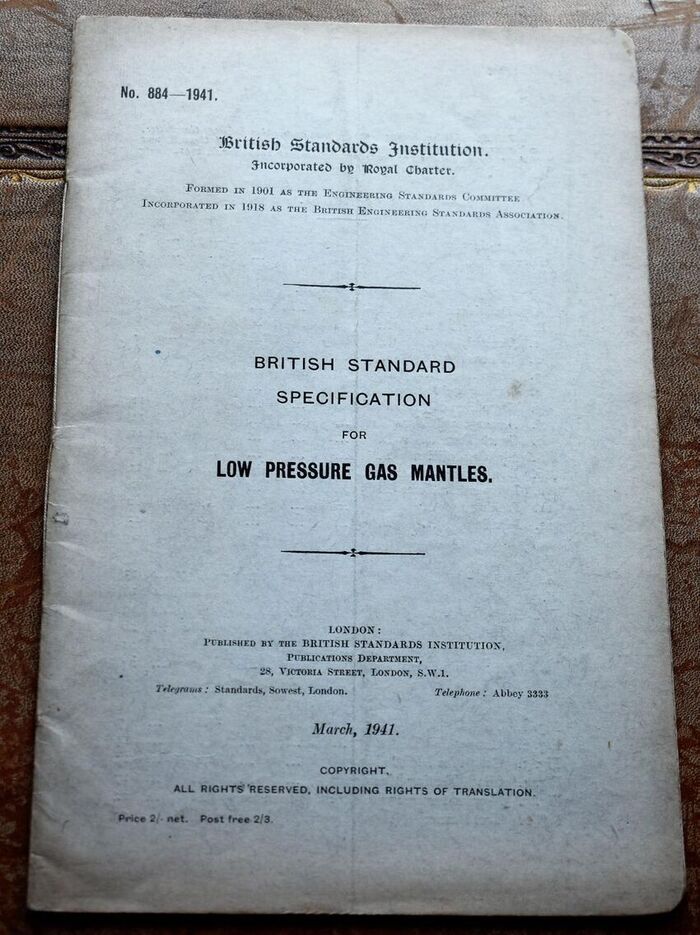 No. 884—1941.
British Standards Institution.
Incorporated by Royal Charter.
Formed in 1901 as the Engineering Standards Committee
Incorporated in 1918 as the British Engineering Standards Association.
BRITISH STANDARD
SPECIFICATION
FOR
LOW PRESSURE GAS MANTLES.
LONDON:
Published by the BRITISH STANDARDS INSTITUTION,
Publications Department,
28, Victoria Street, London, S.W.1.
Telegrams: Standards, Sowest, London. Telephone: Abbey 3333
March, 1941.
COPYRIGHT.
ALL RIGHTS RESERVED, INCLUDING RIGHTS OF TRANSLATION.
Price 2/- net. Post free 2/3.